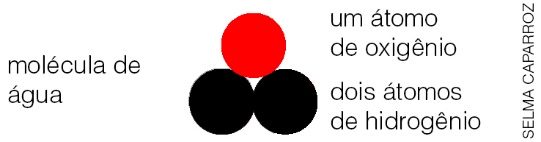 molécula de
água
um átomo
de oxigênio
dois átomos
de hidrogênio
SELMA CAPARROZ